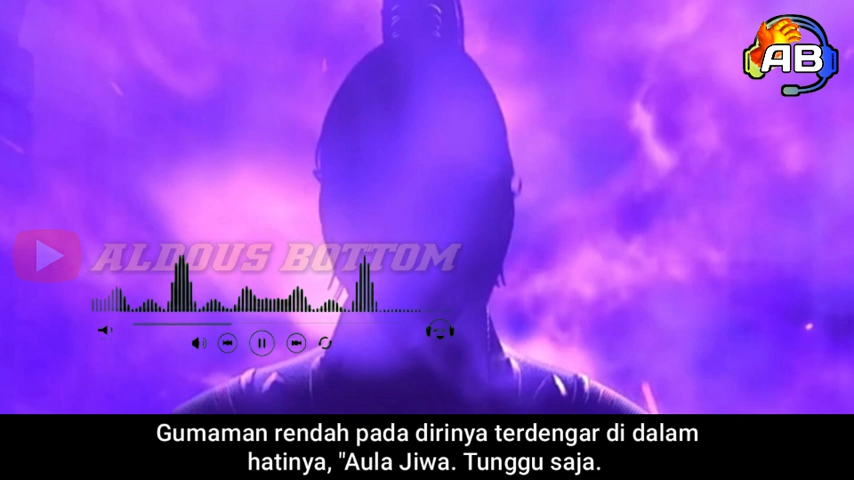 AB
ALDOUS BOTTOM
Gumaman rendah pada dirinya terdengar di dalam
hatinya, "Aula Jiwa. Tunggu saja.